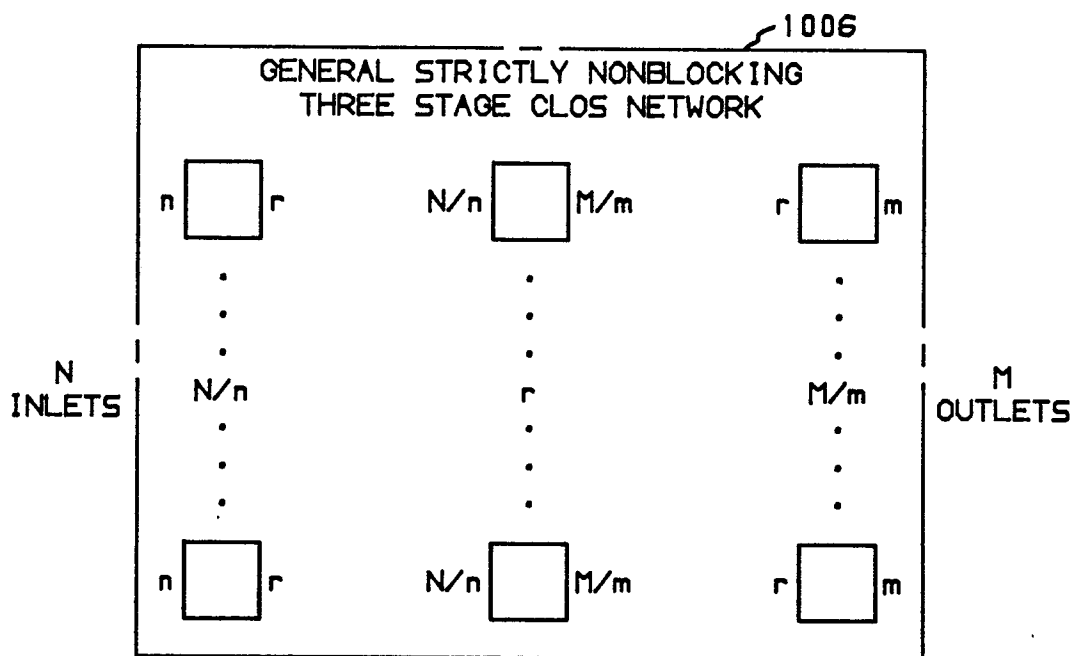 1006
GENERAL STRICTLY NONBLOCKING
THREE STAGE CLOS NETWORK
n r N/n M/m r m
N INLETS
N/n r M/m
M OUTLETS
n r N/n M/m r m